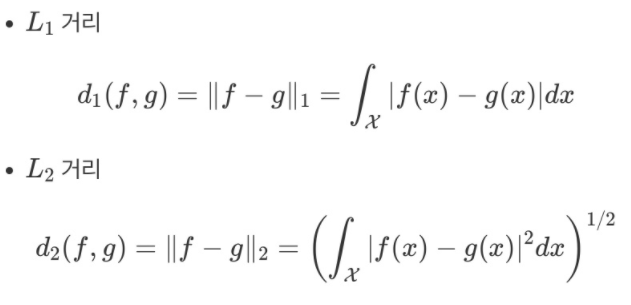 • L₁ 거리
d₁(f, g) = ‖f − g‖₁ = ∫_𝒳 |f(x) − g(x)|dx
• L₂ 거리
d₂(f, g) = ‖f − g‖₂ = (∫_𝒳 |f(x) − g(x)|²dx)^{1/2}